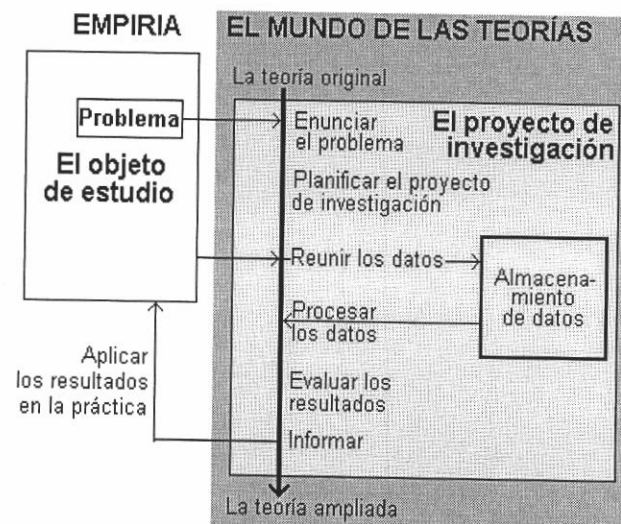 EMPIRIA
EL MUNDO DE LAS TEORÍAS
La teoría original
Problema
El objeto
de estudio
Enunciar
el problema
El proyecto de
investigación
Planificar el proyecto
de investigación
Reunir los datos
Almacena-
miento
de datos
Procesar
los datos
Aplicar
los resultados
en la práctica
Evaluar los
resultados
Informar
La teoría ampliada